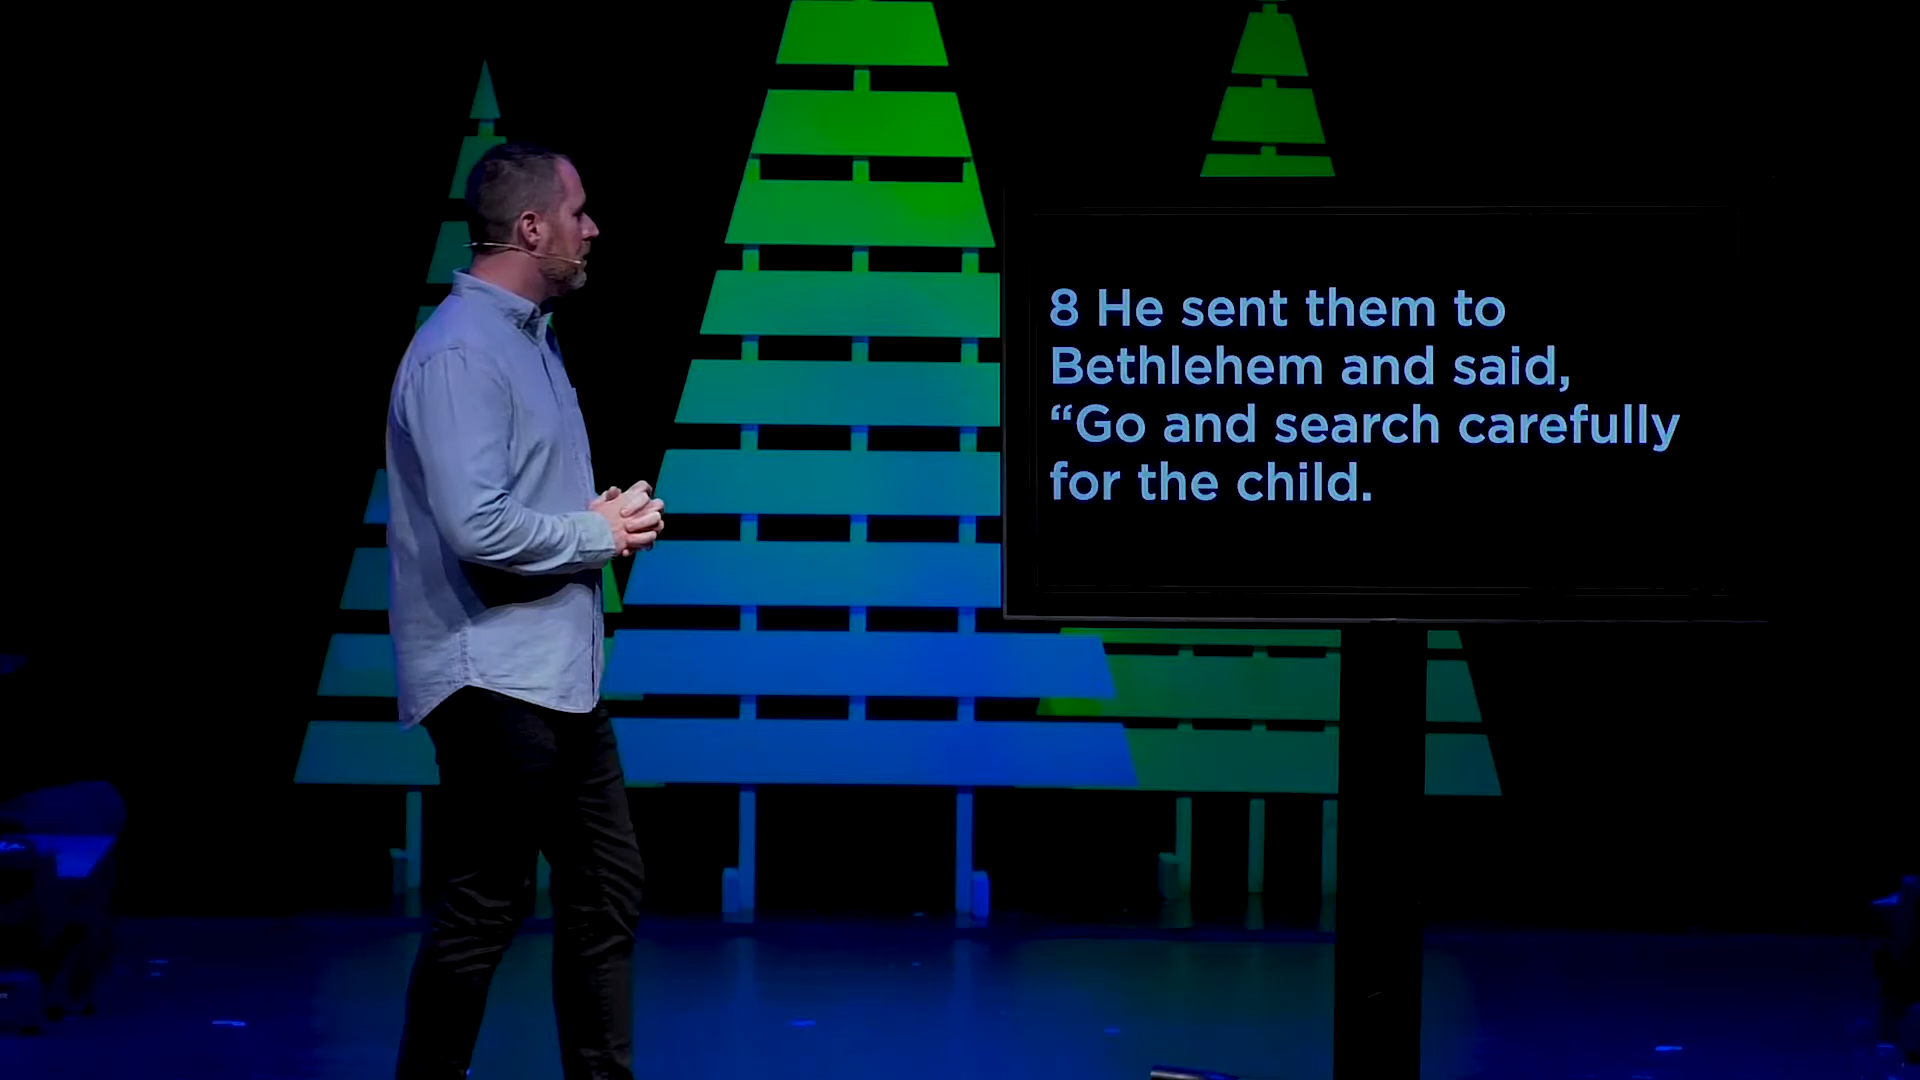 8 He sent them to
Bethlehem and said,
“Go and search carefully
for the child.